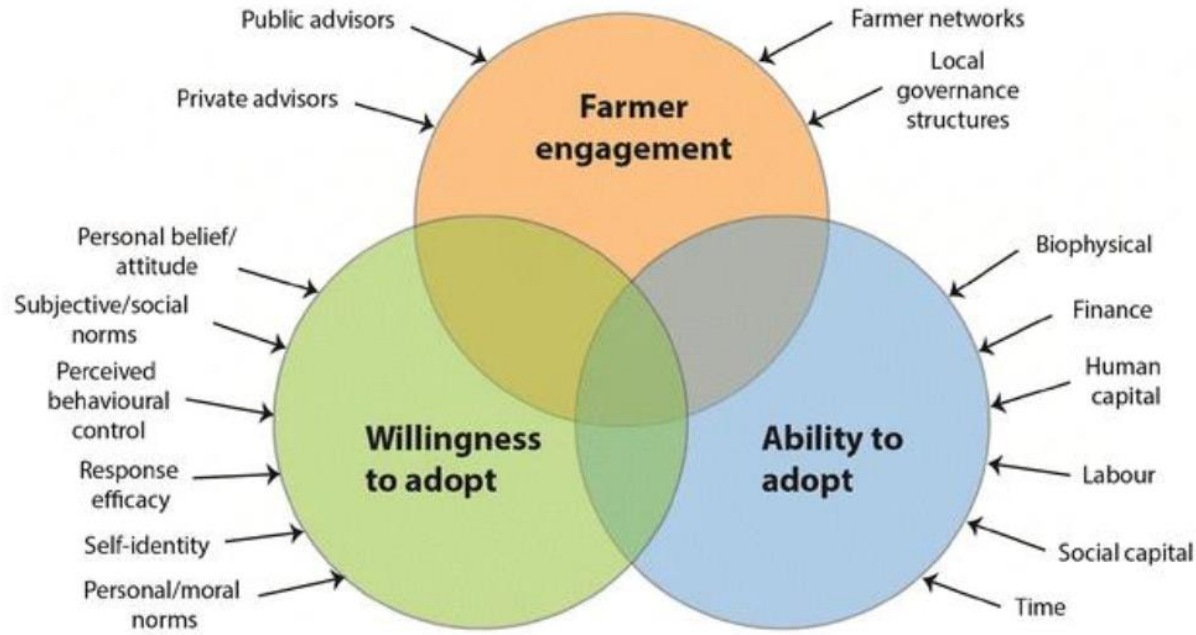 Public advisors
Private advisors
Farmer networks
Local
governance
structures
Farmer
engagement
Personal belief/
attitude
Subjective/social
norms
Perceived
behavioural
control
Response
efficacy
Self-identity
Personal/moral
norms
Willingness
to adopt
Ability to
adopt
Biophysical
Finance
Human
capital
Labour
Social capital
Time